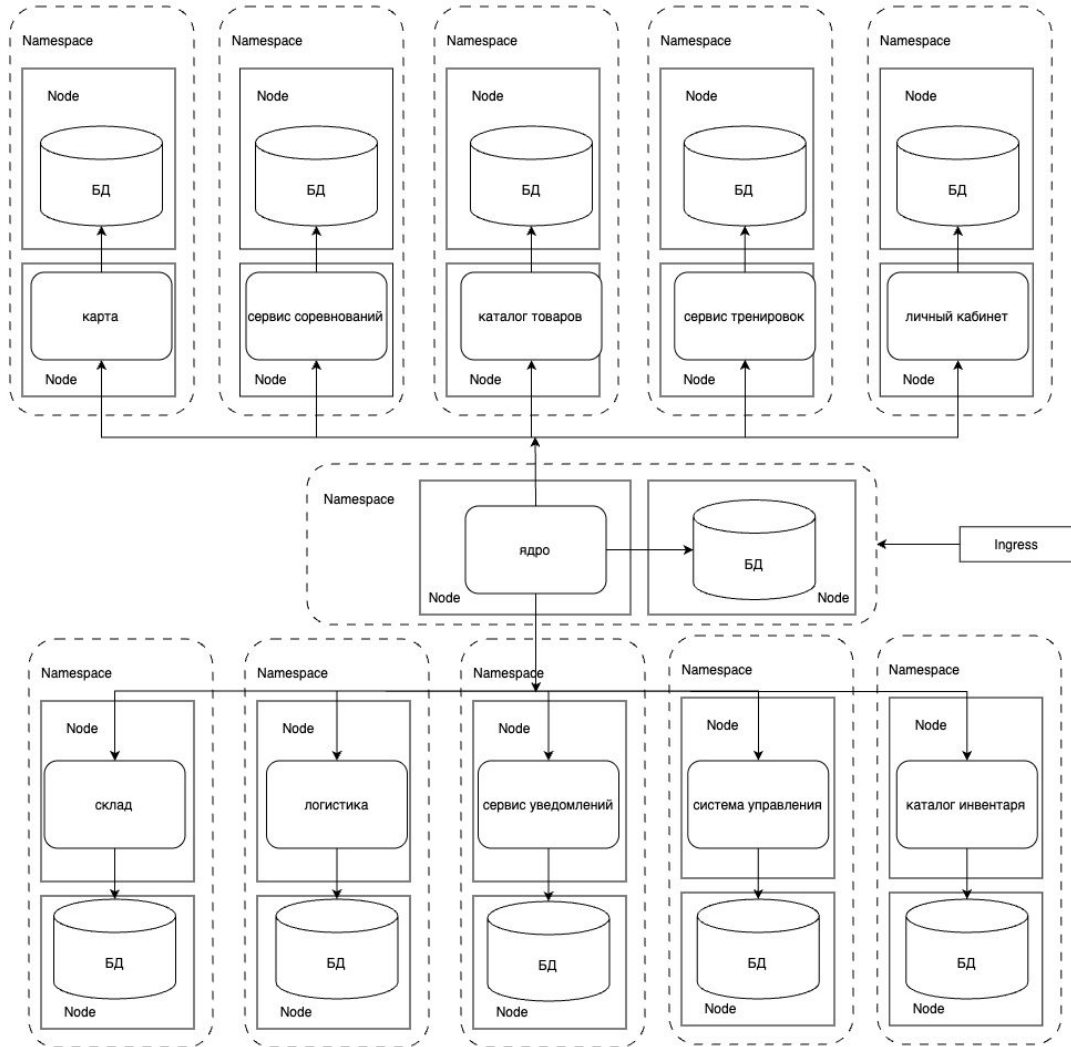 Namespace
Namespace
Namespace
Namespace
Namespace
Node
Node
Node
Node
Node
БД
БД
БД
БД
БД
карта
сервис соревнований
каталог товаров
сервис тренировок
личный кабинет
Node
Node
Node
Node
Node
Namespace
ядро
БД
Ingress
Node
Node
Namespace
Namespace
Namespace
Namespace
Namespace
Node
Node
Node
Node
Node
склад
логистика
сервис уведомлений
система управления
каталог инвентаря
БД
БД
БД
БД
БД
Node
Node
Node
Node
Node